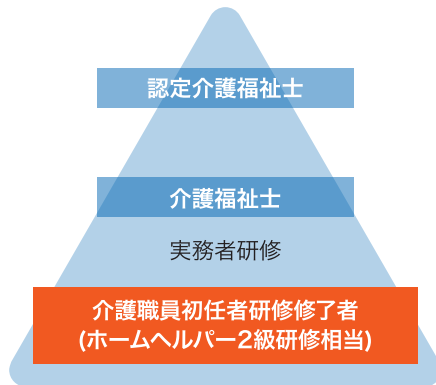 認定介護福祉士
介護福祉士
実務者研修
介護職員初任者研修修了者
(ホームヘルパー2級研修相当)